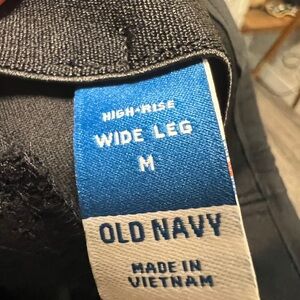 HIGH-RISE
WIDE LEG
M
OLD NAVY
MADE IN
VIETNAM